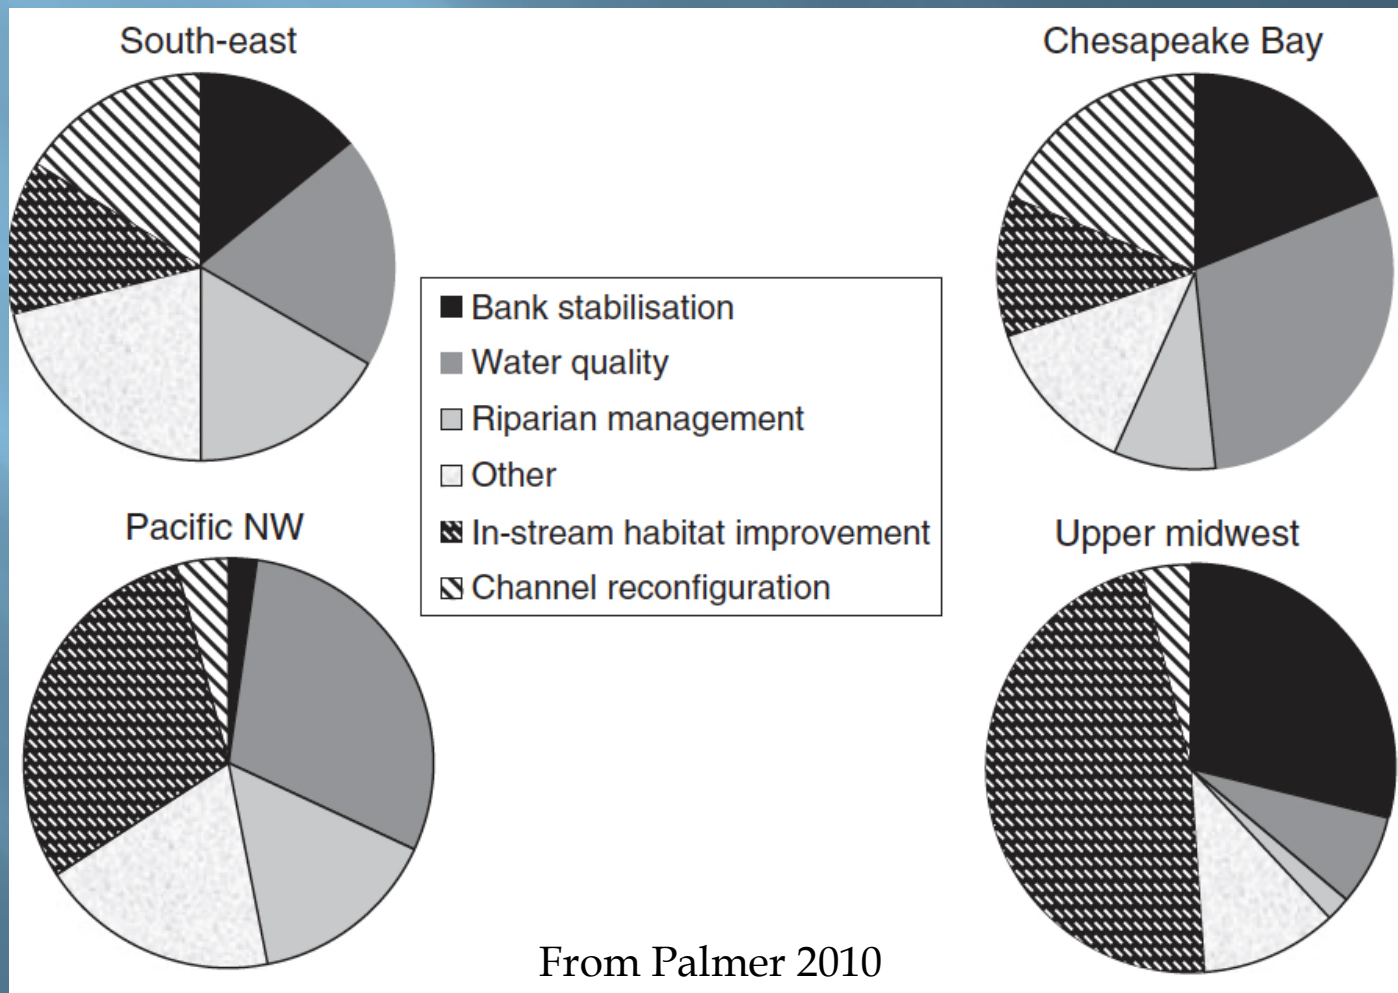 South-east
Chesapeake Bay
Bank stabilisation
Water quality
Riparian management
Other
In-stream habitat improvement
Channel reconfiguration
Pacific NW
Upper midwest
From Palmer 2010